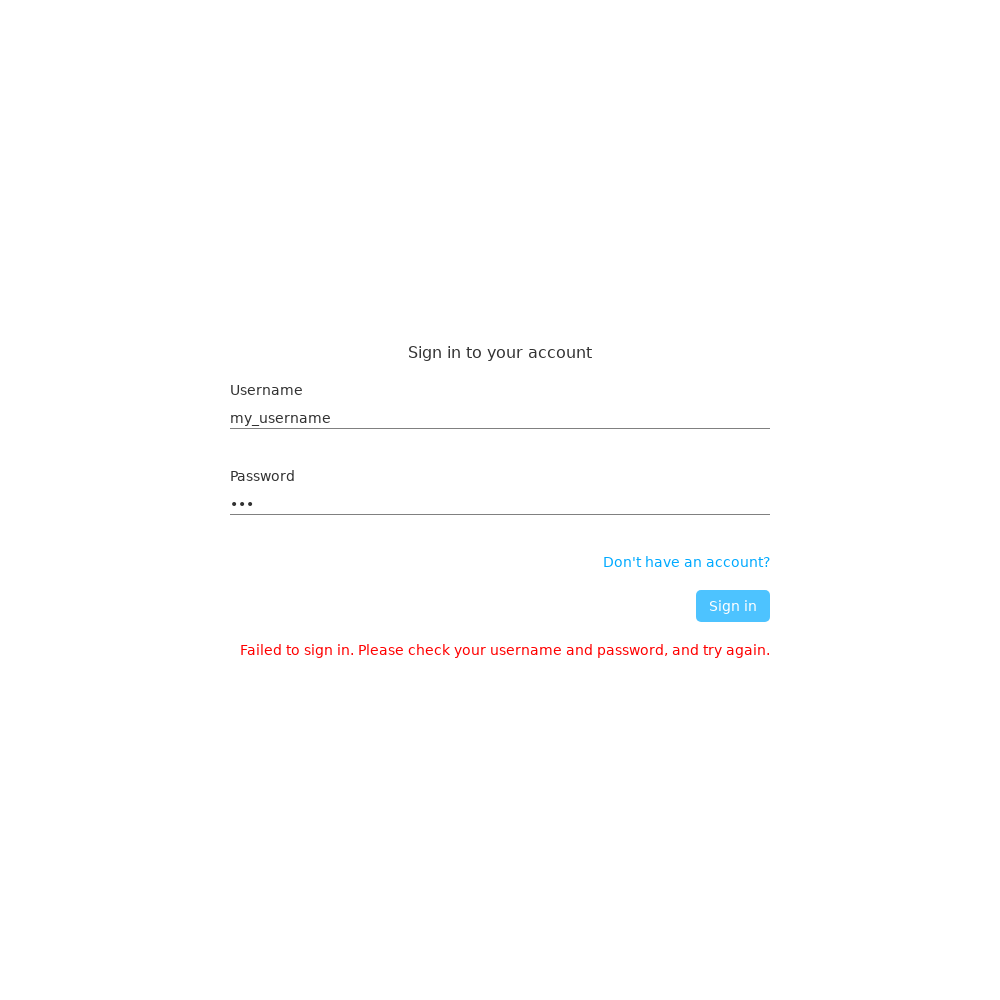 Sign in to your account
Username
my_username
Password
•••
Don't have an account?
Sign in
Failed to sign in. Please check your username and password, and try again.